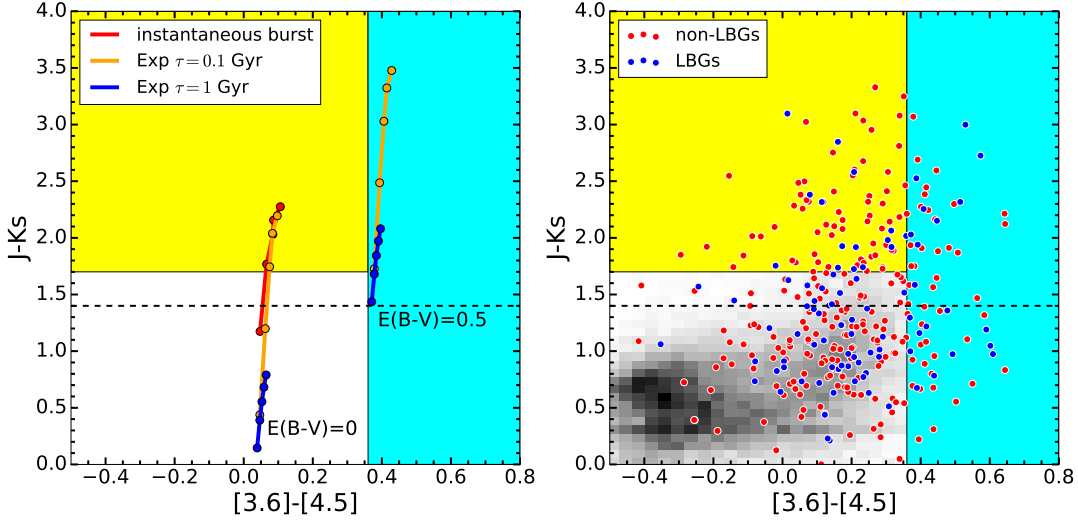 4.0
3.5
3.0
2.5
2.0
1.5
1.0
0.5
0.0
J-Ks
instantaneous burst
Exp τ=0.1 Gyr
Exp τ=1 Gyr
E(B-V)=0.5
E(B-V)=0
−0.4 −0.2 0.0 0.2 0.4 0.6 0.8
[3.6]-[4.5]
4.0
3.5
3.0
2.5
2.0
1.5
1.0
0.5
0.0
J-Ks
non-LBGs
LBGs
−0.4 −0.2 0.0 0.2 0.4 0.6 0.8
[3.6]-[4.5]